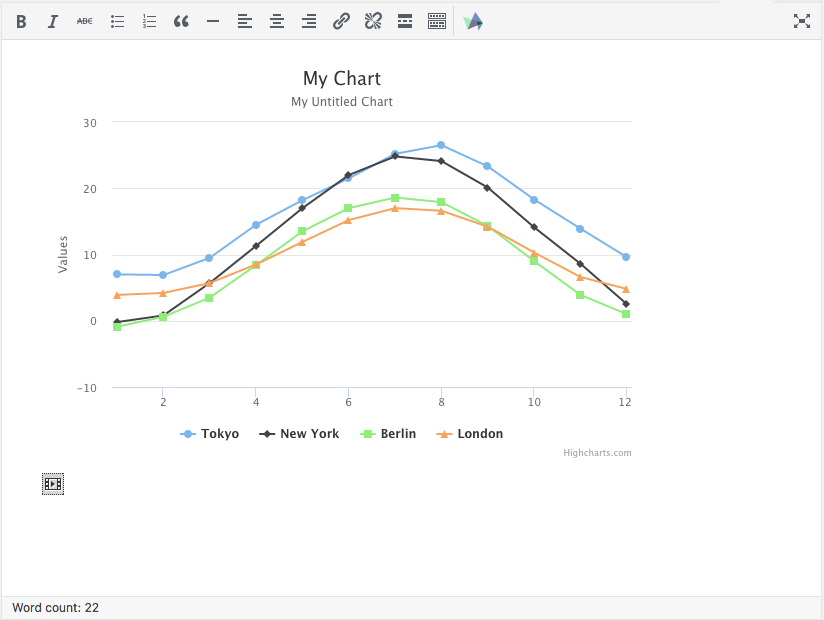 B I ABC
My Chart
My Untitled Chart
30
20
10
0
−10
Values
2 4 6 8 10 12
Tokyo New York Berlin London
Highcharts.com
Word count: 22